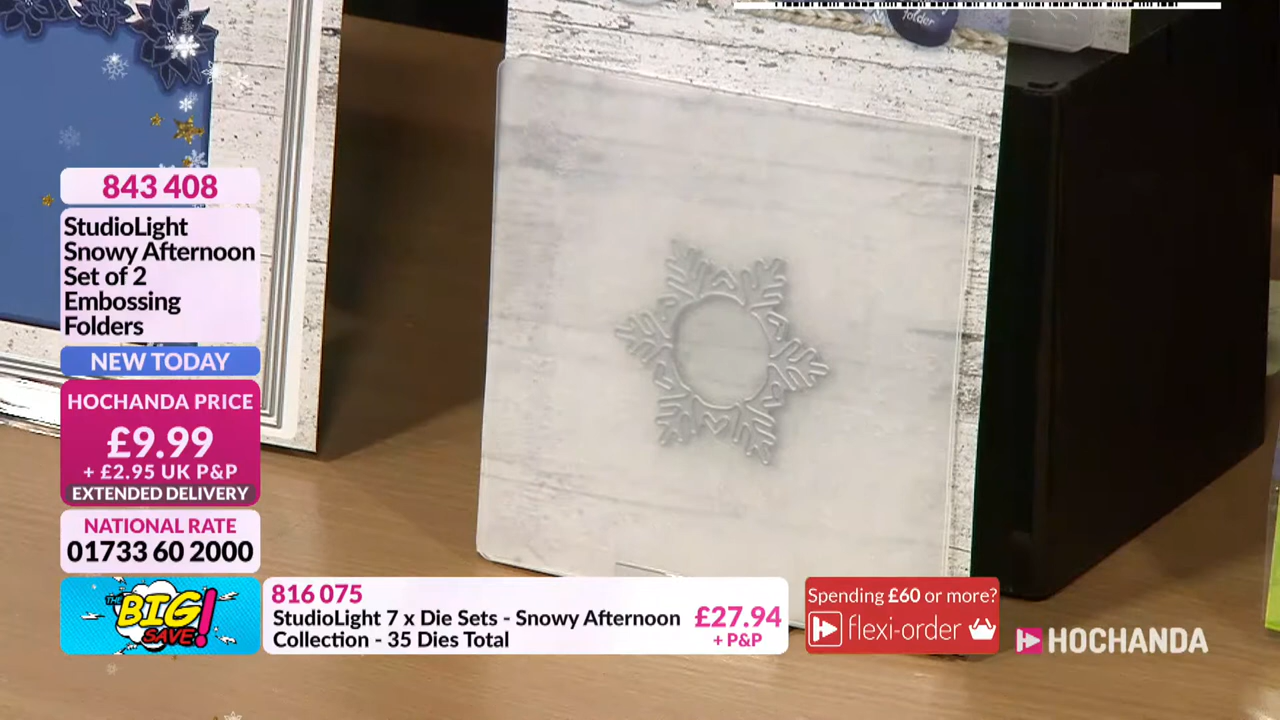 folder
843 408
StudioLight
Snowy Afternoon
Set of 2
Embossing
Folders
NEW TODAY
HOCHANDA PRICE
£9.99
+ £2.95 UK P&P
EXTENDED DELIVERY
NATIONAL RATE
01733 60 2000
THE BIG SAVE!
816 075
StudioLight 7 x Die Sets - Snowy Afternoon
Collection - 35 Dies Total
£27.94
+ P&P
Spending £60 or more?
flexi-order
HOCHANDA